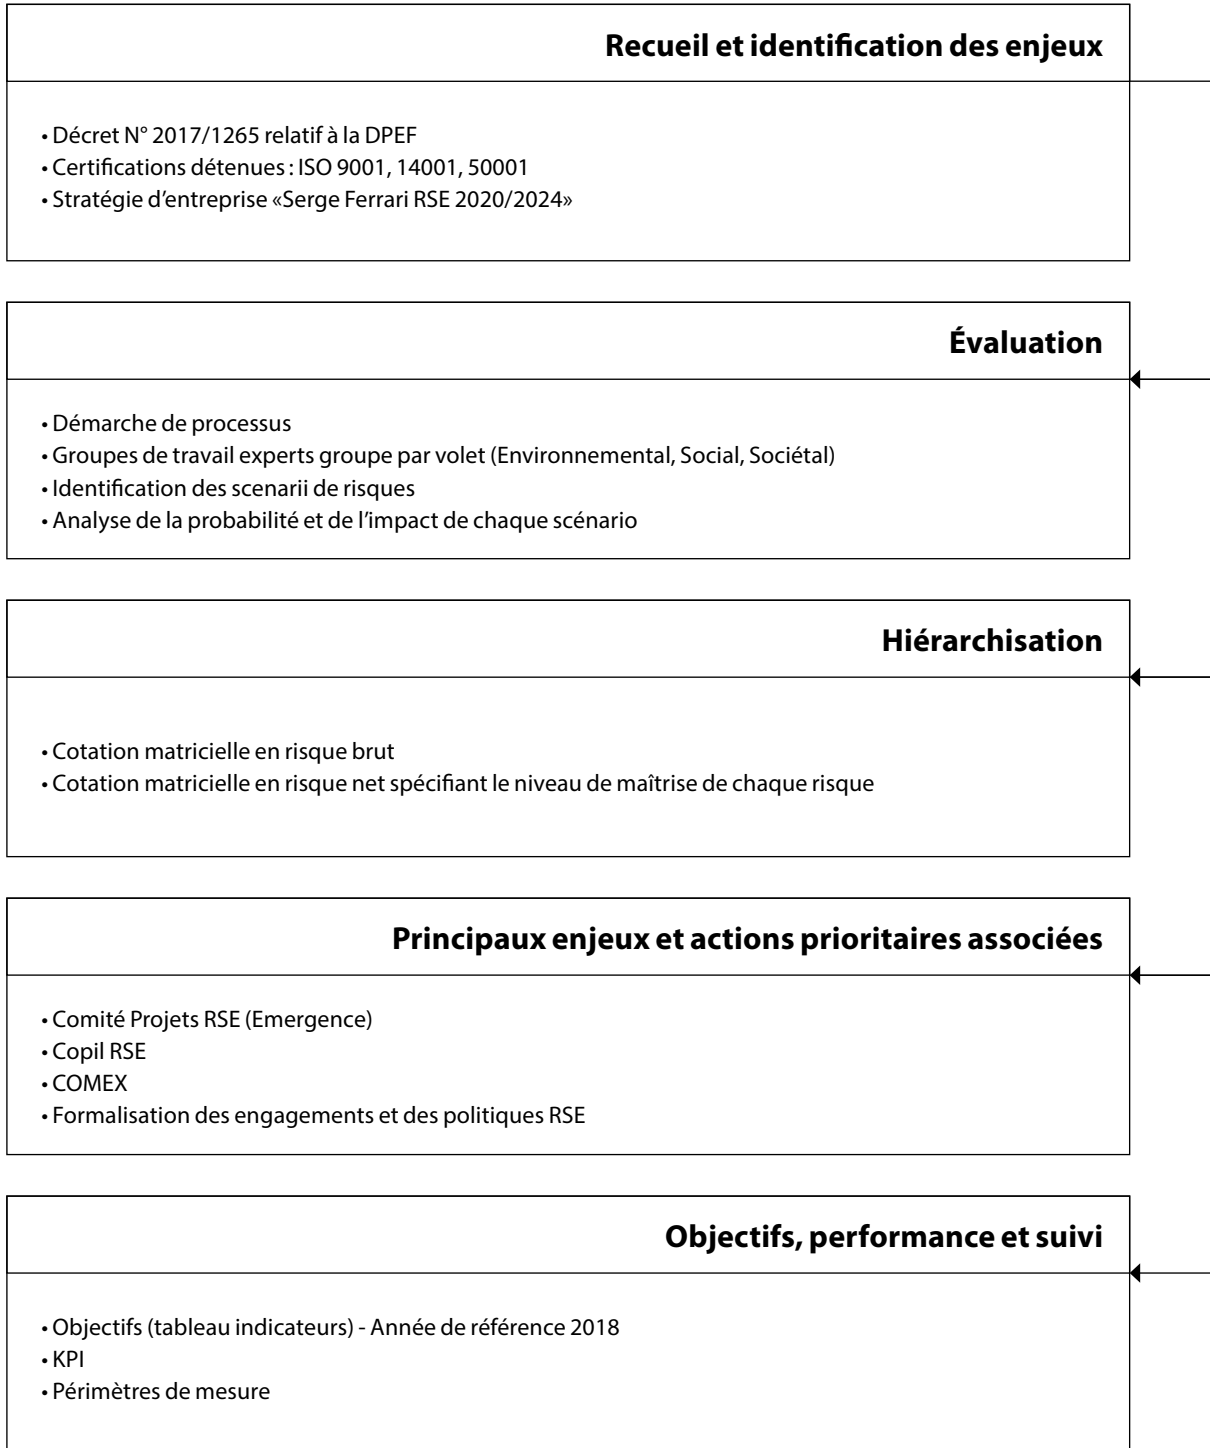 Recueil et identification des enjeux
• Décret N° 2017/1265 relatif à la DPEF
• Certifications détenues : ISO 9001, 14001, 50001
• Stratégie d'entreprise «Serge Ferrari RSE 2020/2024»
Évaluation
• Démarche de processus
• Groupes de travail experts groupe par volet (Environnemental, Social, Sociétal)
• Identification des scenarii de risques
• Analyse de la probabilité et de l'impact de chaque scénario
Hiérarchisation
• Cotation matricielle en risque brut
• Cotation matricielle en risque net spécifiant le niveau de maîtrise de chaque risque
Principaux enjeux et actions prioritaires associées
• Comité Projets RSE (Emergence)
• Copil RSE
• COMEX
• Formalisation des engagements et des politiques RSE
Objectifs, performance et suivi
• Objectifs (tableau indicateurs) - Année de référence 2018
• KPI
• Périmètres de mesure